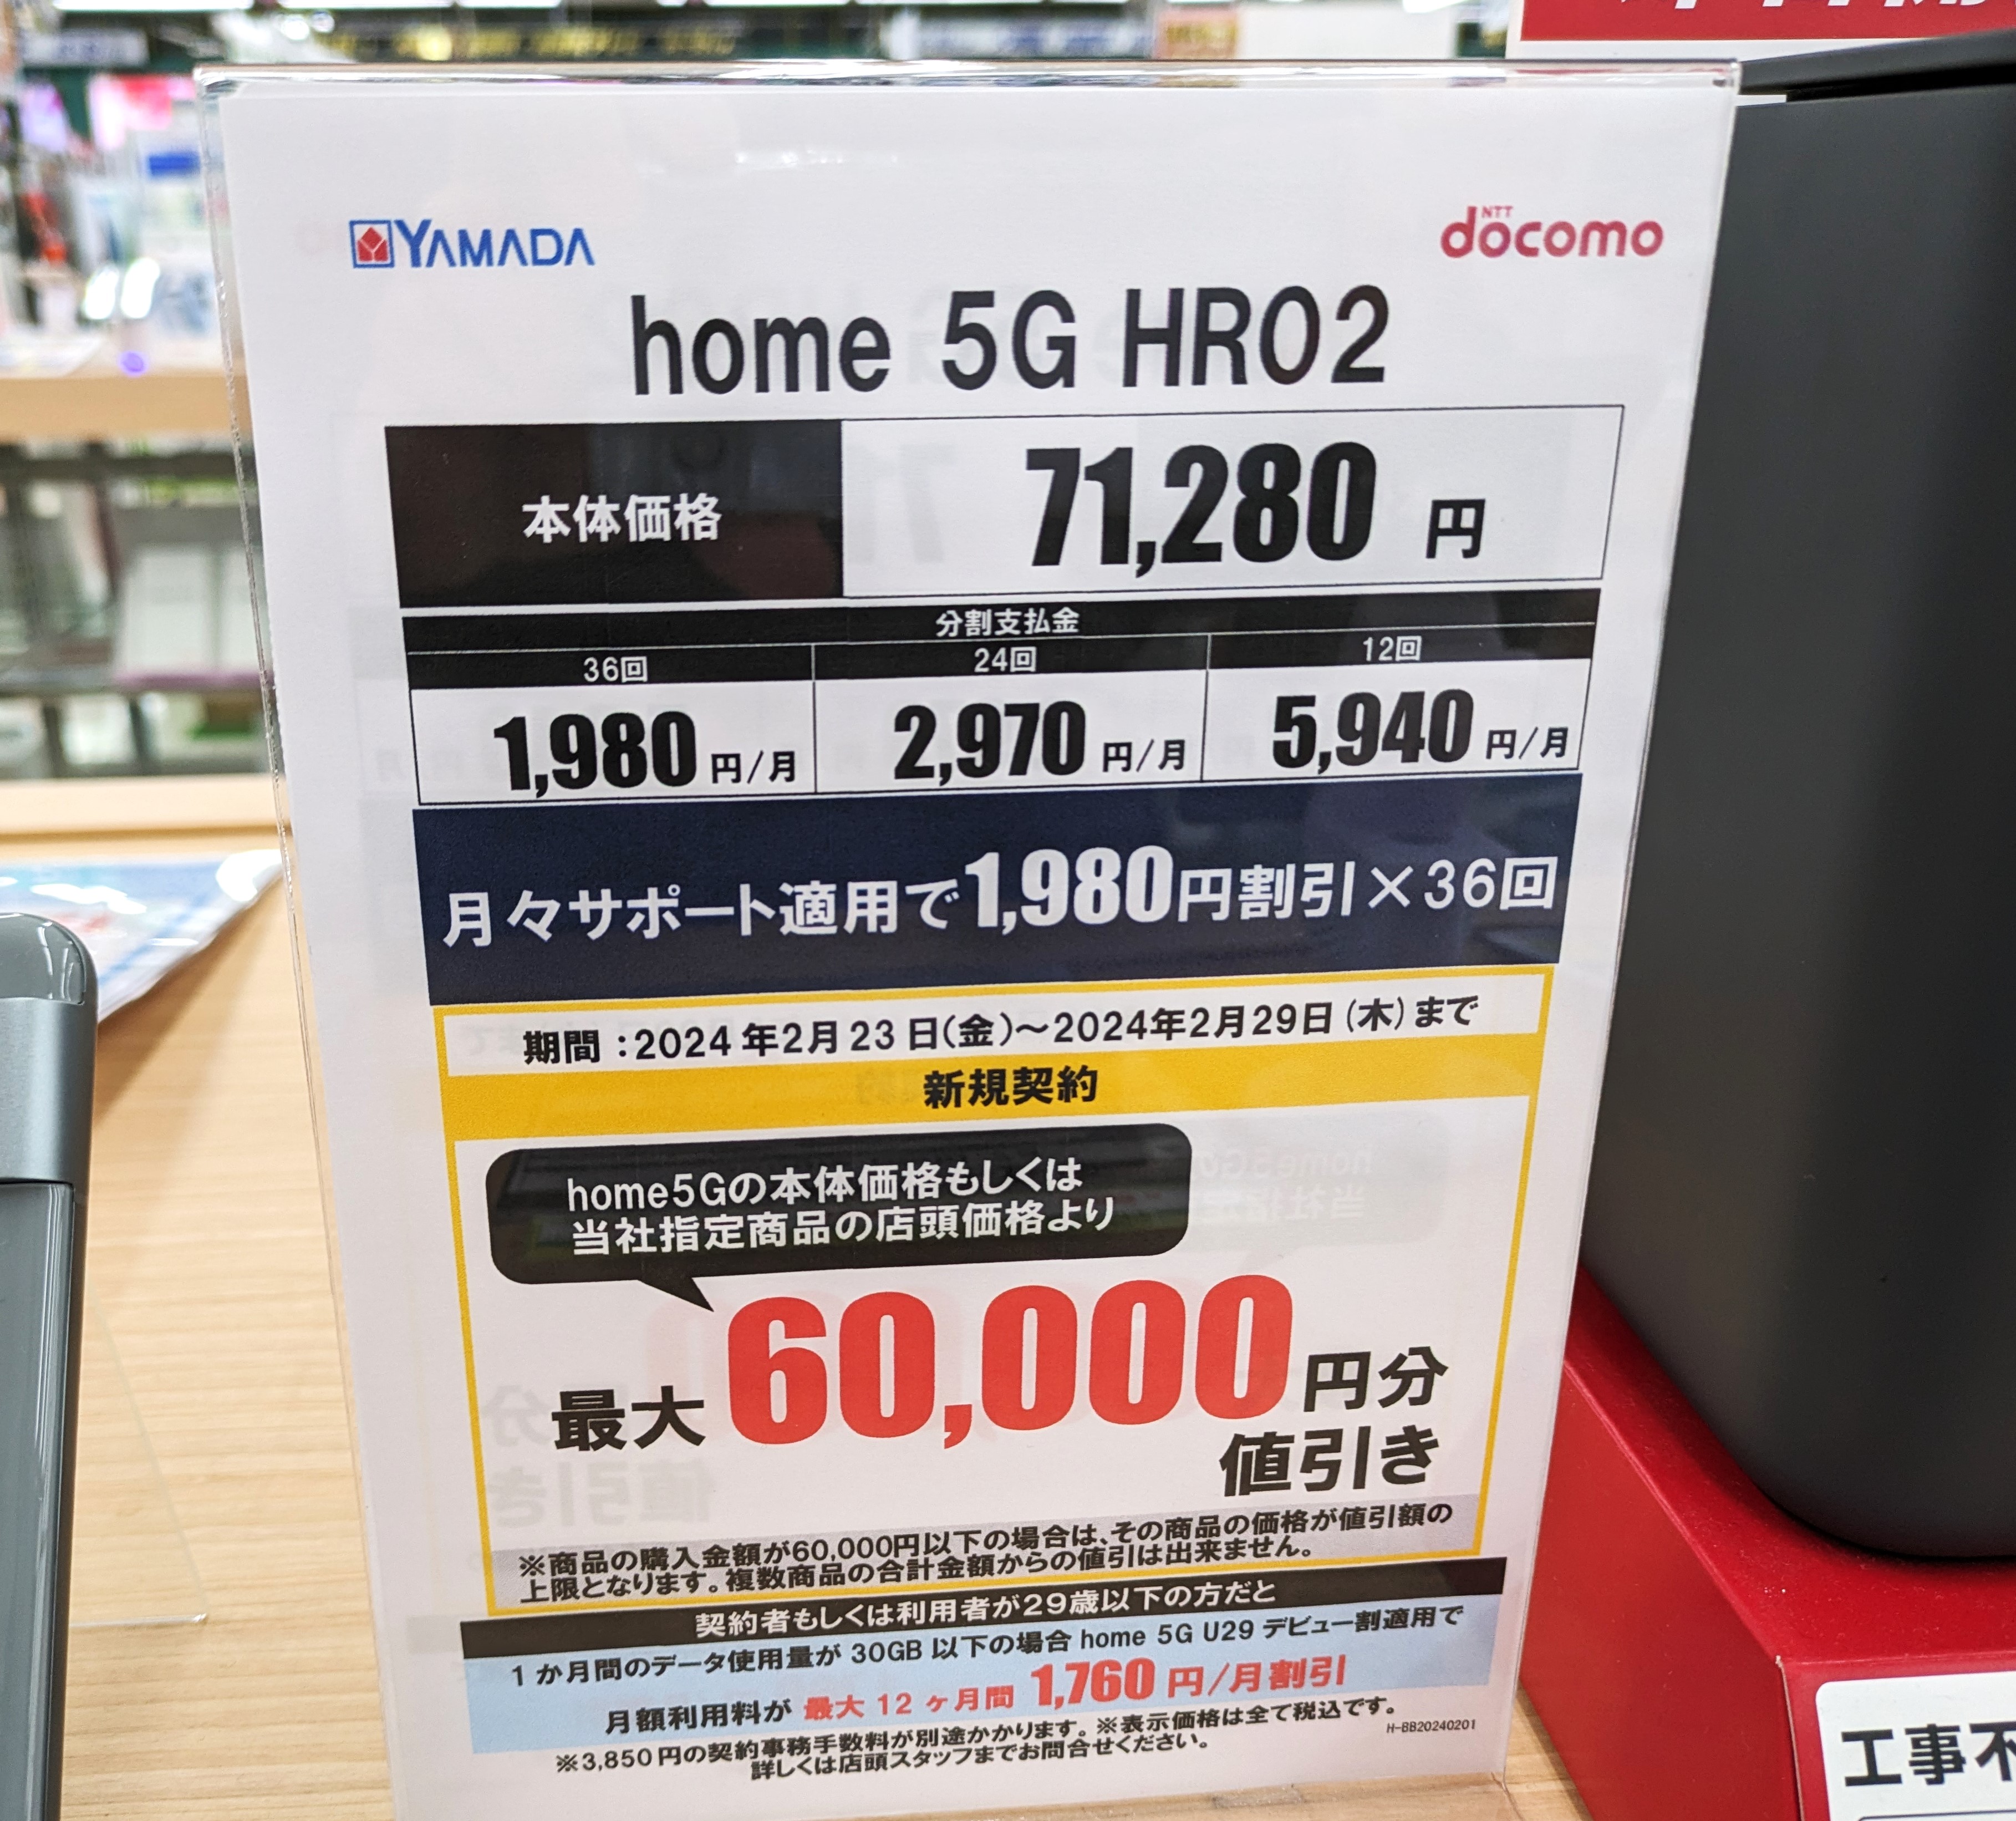 YAMADA
NTT
docomo
home 5G HR02
本体価格
71,280 円
分割支払金
36回
24回
12回
1,980 円/月
2,970 円/月
5,940 円/月
月々サポート適用で1,980円割引×36回
期間：2024年2月23日(金)～2024年2月29日(木)まで
新規契約
home5Gの本体価格もしくは
当社指定商品の店頭価格より
最大60,000円分
値引き
※商品の購入金額が60,000円以下の場合は、その商品の価格が値引額の
上限となります。複数商品の合計金額からの値引は出来ません。
契約者もしくは利用者が29歳以下の方だと
1か月間のデータ使用量が 30GB 以下の場合 home 5G U29 デビュー割適用で
月額利用料が 最大 12 ヶ月間 1,760 円/月割引
※3,850円の契約事務手数料が別途かかります。※表示価格は全て税込です。
詳しくは店頭スタッフまでお問合せください。
H-BB20240201
工事不